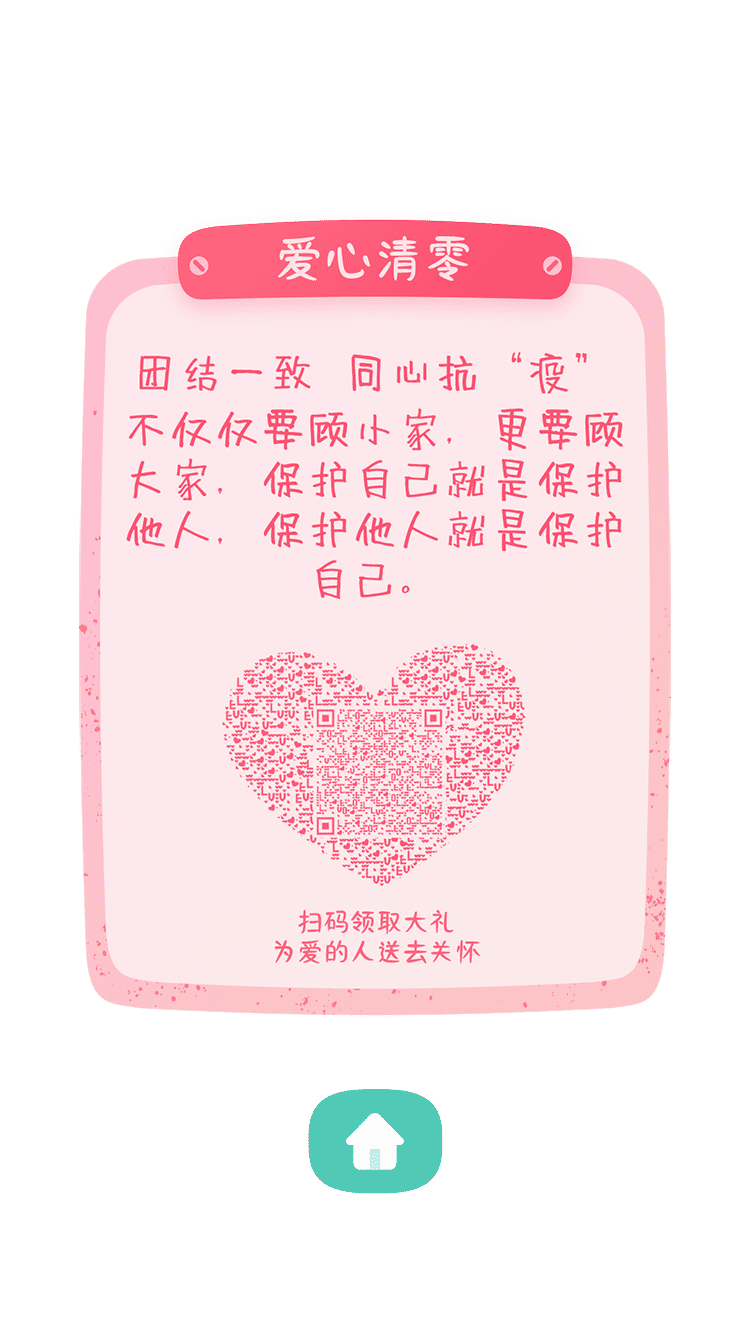 爱心清零
团结一致 同心抗“疫”
不仅仅要顾小家，更要顾
大家，保护自己就是保护
他人，保护他人就是保护
自己。
扫码领取大礼
为爱的人送去关怀